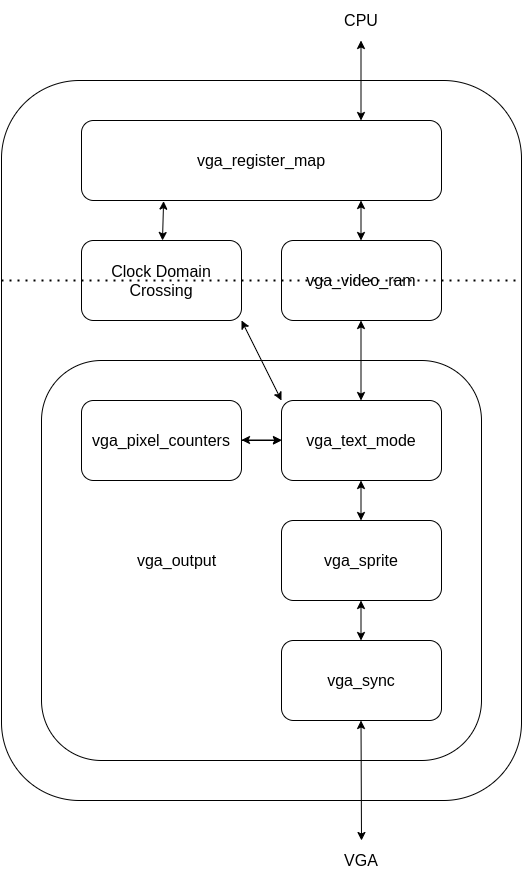 CPU
vga_register_map
Clock Domain
Crossing
vga_video_ram
vga_pixel_counters
vga_text_mode
vga_output
vga_sprite
vga_sync
VGA